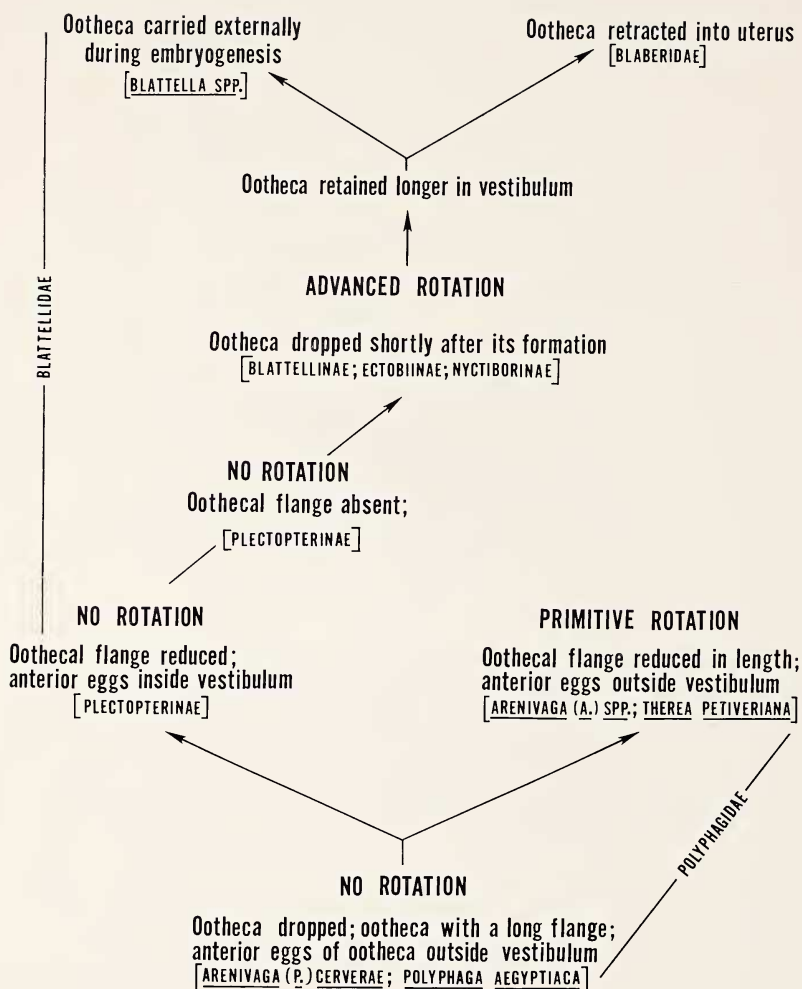 Ootheca carried externally
during embryogenesis
[BLATTELLA SPP.]
Ootheca retracted into uterus
[BLABERIDAE]
Ootheca retained longer in vestibulum
ADVANCED ROTATION
Ootheca dropped shortly after its formation
[BLATTELLINAE; ECTOBIINAE; NYCTIBORINAE]
BLATTELLIDAE
NO ROTATION
Oothecal flange absent;
[PLECTOPTERINAE]
NO ROTATION
Oothecal flange reduced;
anterior eggs inside vestibulum
[PLECTOPTERINAE]
PRIMITIVE ROTATION
Oothecal flange reduced in length;
anterior eggs outside vestibulum
[ARENIVAGA (A.) SPP.; THEREA PETIVERIANA]
POLYPHAGIDAE
NO ROTATION
Ootheca dropped; ootheca with a long flange;
anterior eggs of ootheca outside vestibulum
[ARENIVAGA (P.) CERVERAE; POLYPHAGA AEGYPTIACA]